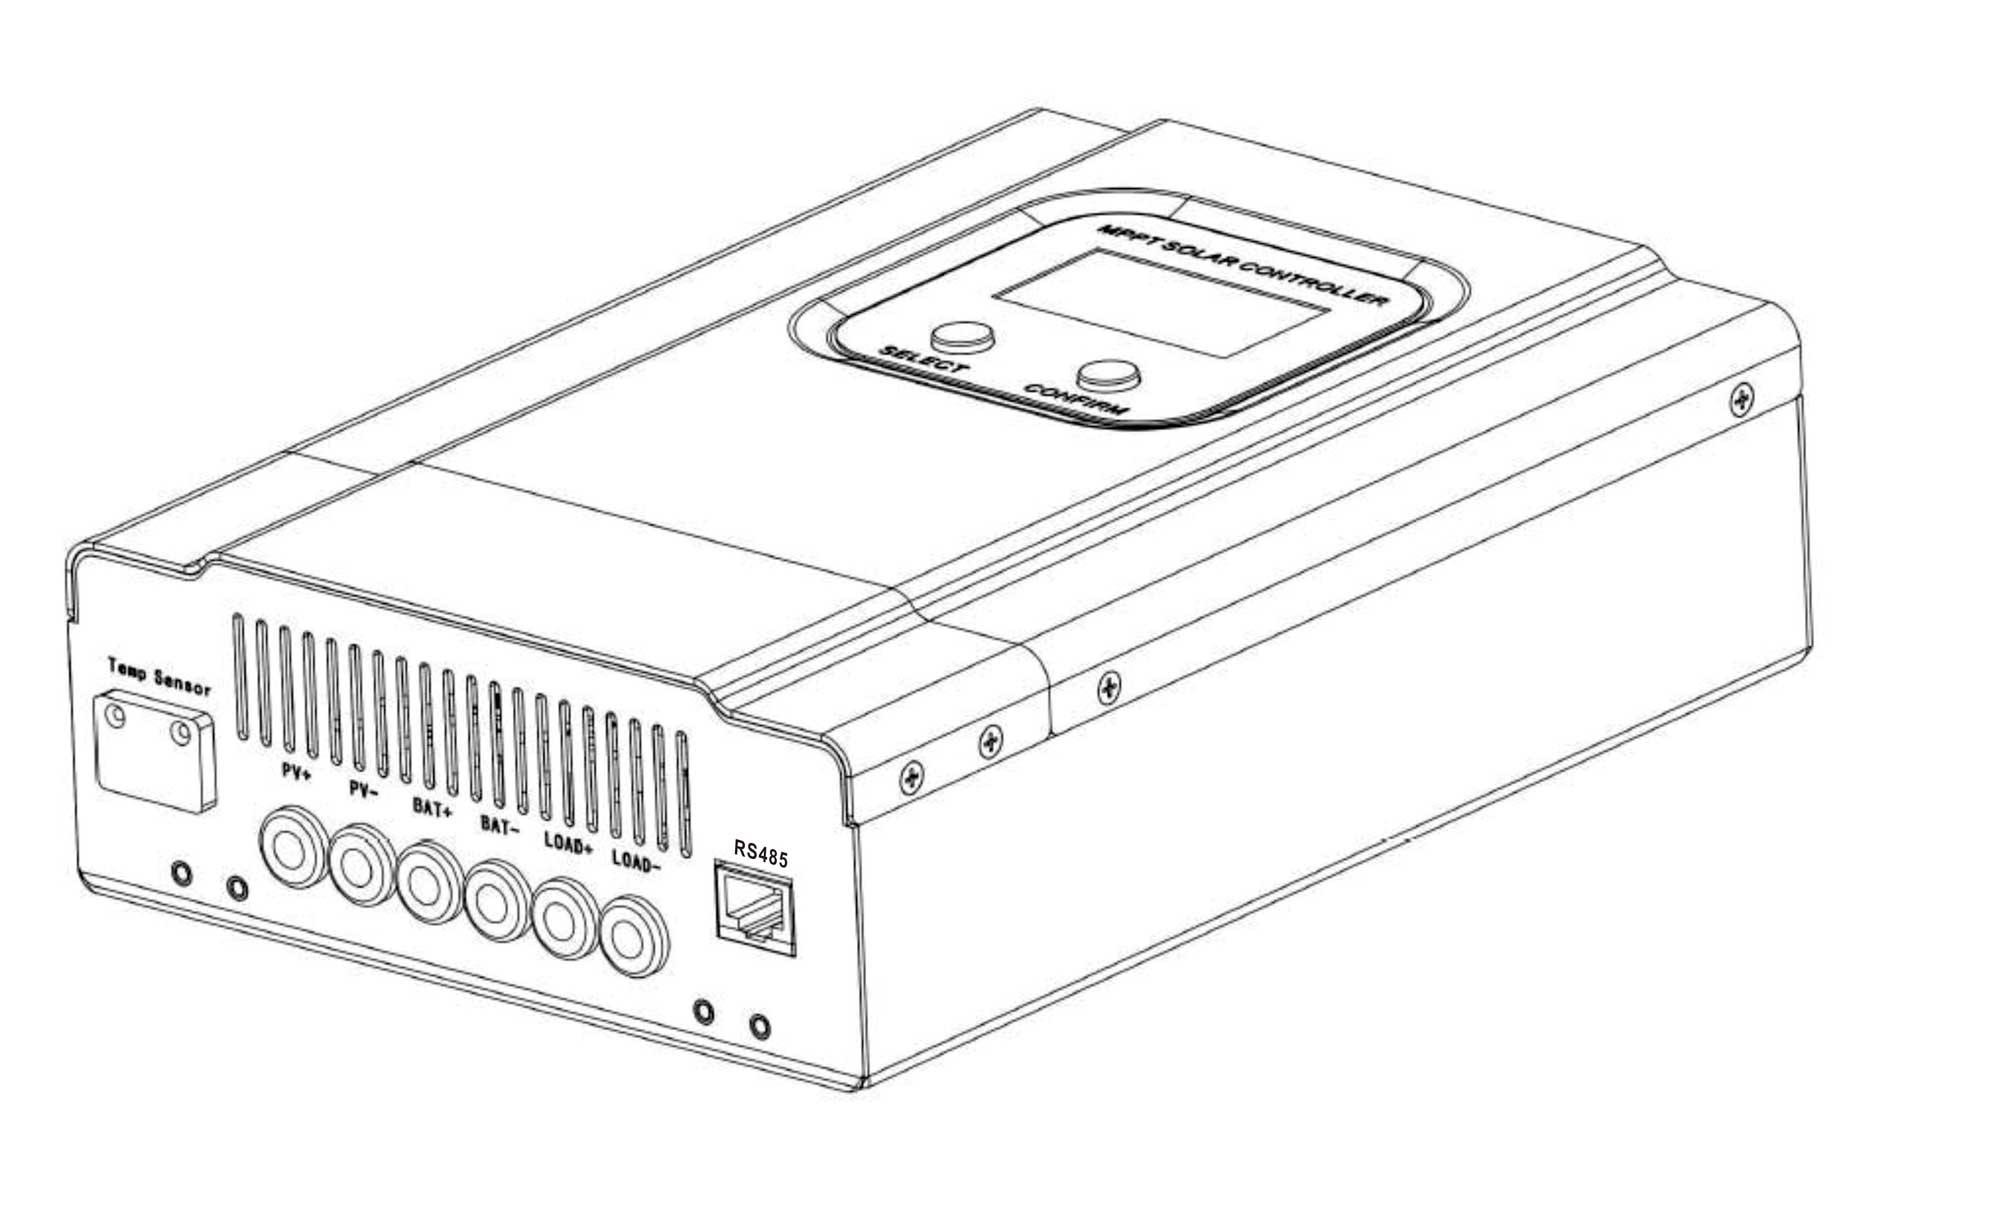 MPPT SOLAR CONTROLLER
SELECT
CONFIRM
Temp Sensor
PV+
PV-
BAT+
BAT-
LOAD+
LOAD-
RS485